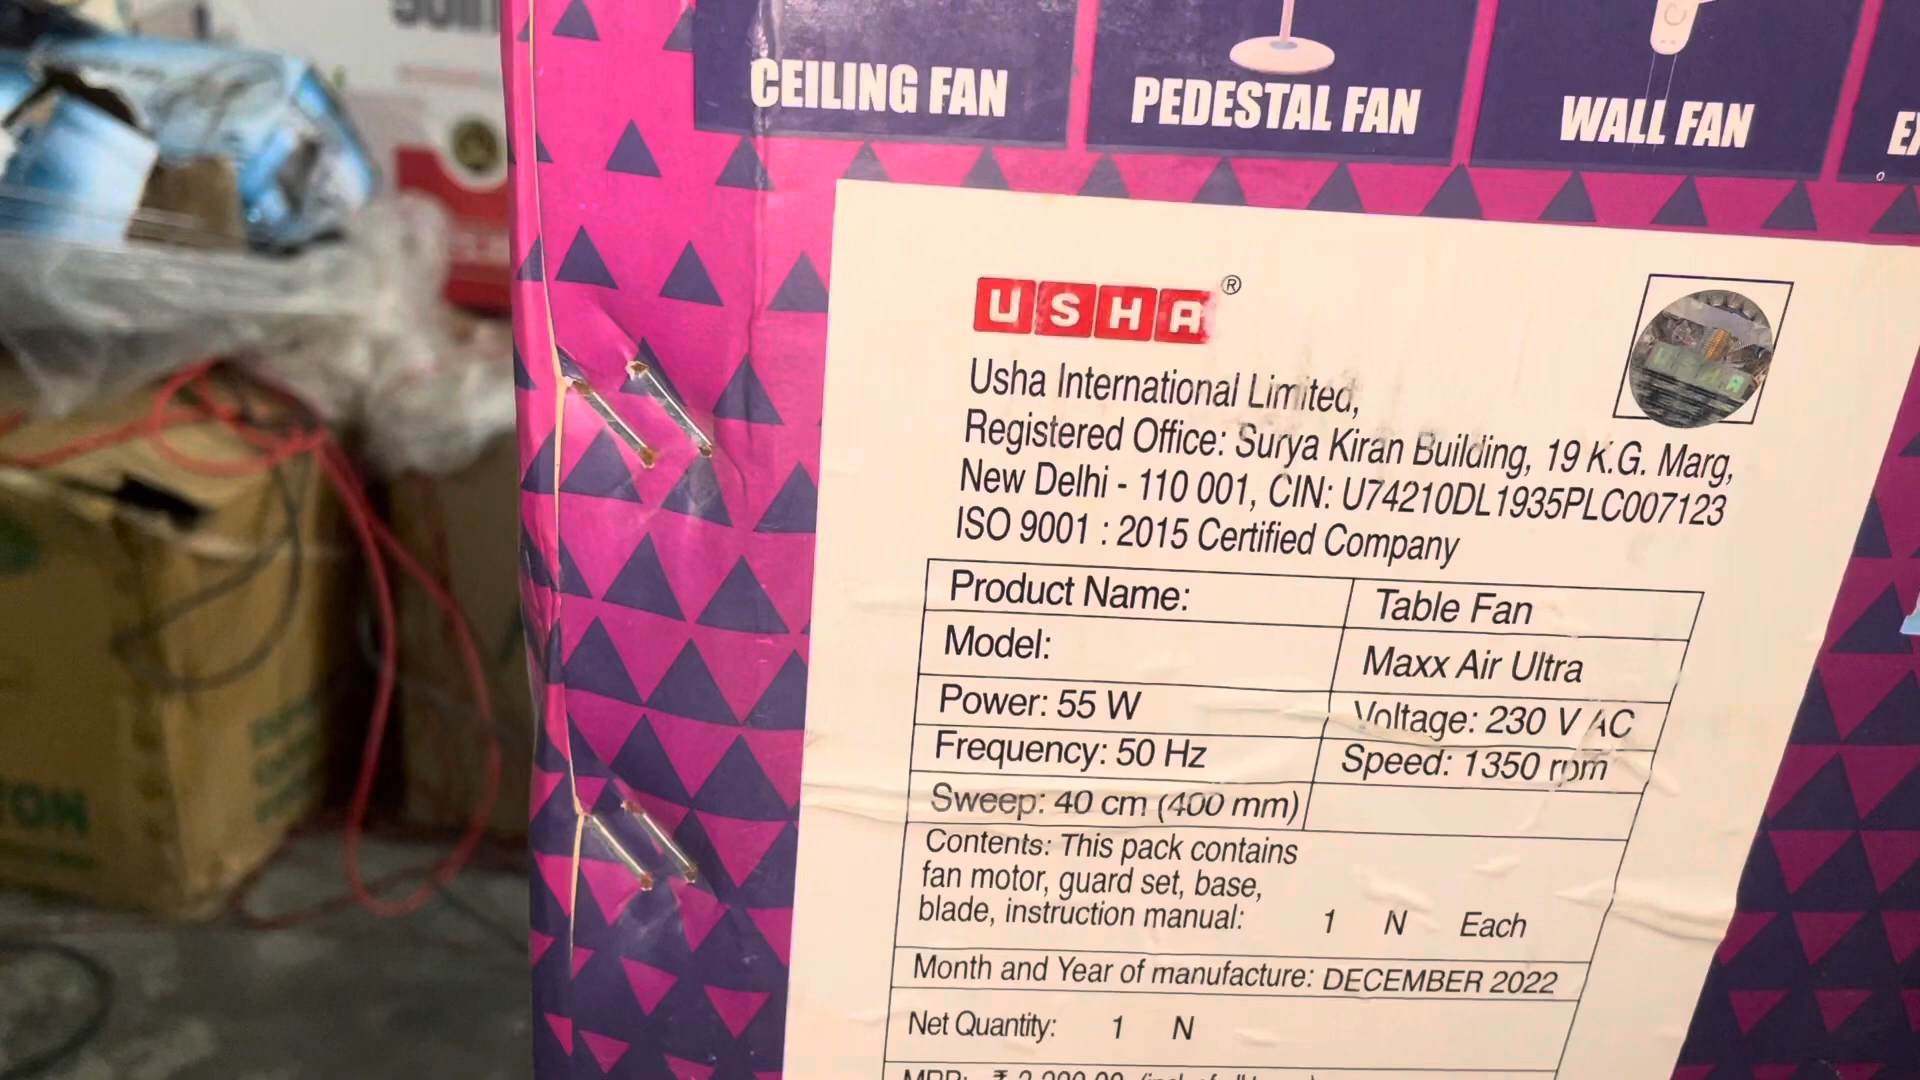 CEILING FAN
PEDESTAL FAN
WALL FAN
USHA®
Usha International Limited,
Registered Office: Surya Kiran Building, 19 K.G. Marg,
New Delhi - 110 001, CIN: U74210DL1935PLC007123
ISO 9001 : 2015 Certified Company
Product Name: Table Fan
Model: Maxx Air Ultra
Power: 55 W Voltage: 230 V AC
Frequency: 50 Hz Speed: 1350 rpm
Sweep: 40 cm (400 mm)
Contents: This pack contains
fan motor, guard set, base,
blade, instruction manual: 1 N Each
Month and Year of manufacture: DECEMBER 2022
Net Quantity: 1 N
MRP: ₹